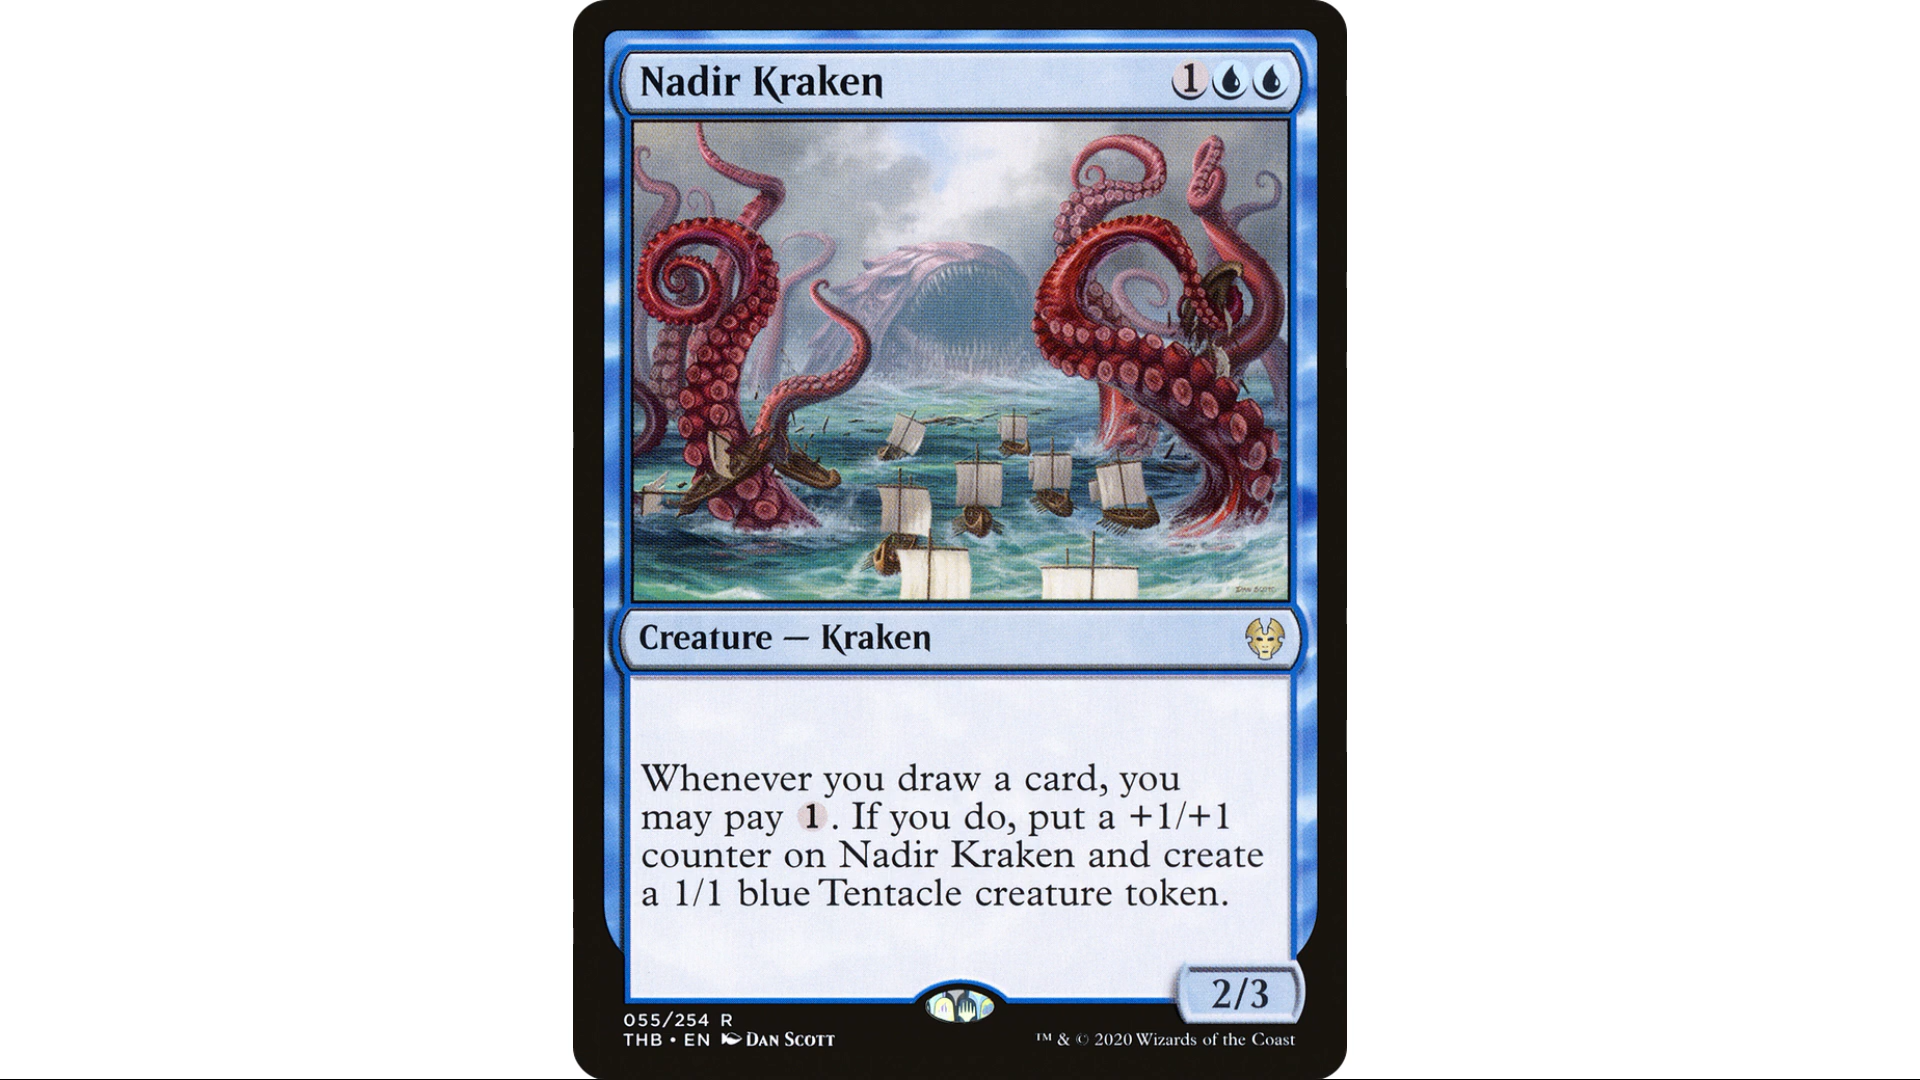 Nadir Kraken 1
DAN SCOTT
Creature — Kraken
Whenever you draw a card, you
may pay 1. If you do, put a +1/+1
counter on Nadir Kraken and create
a 1/1 blue Tentacle creature token.
2/3
055/254 R
THB • EN DAN SCOTT
™ & © 2020 Wizards of the Coast